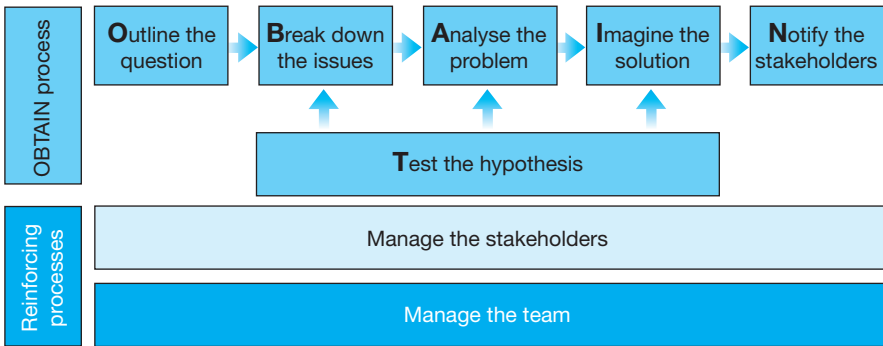 OBTAIN process
Outline the
question
Break down
the issues
Analyse the
problem
Imagine the
solution
Notify the
stakeholders
Test the hypothesis
Reinforcing
processes
Manage the stakeholders
Manage the team